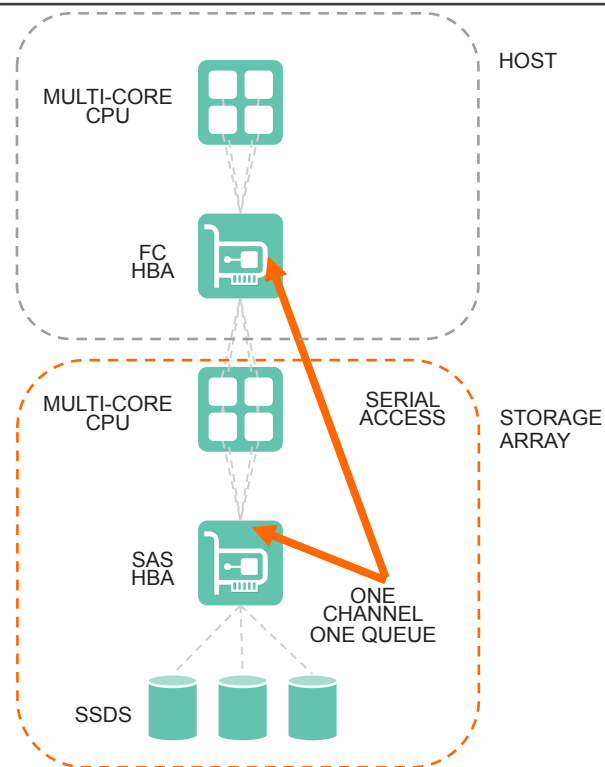 HOST
MULTI-CORE
CPU
FC
HBA
MULTI-CORE
CPU
SERIAL
ACCESS
STORAGE
ARRAY
SAS
HBA
ONE
CHANNEL
ONE QUEUE
SSDS